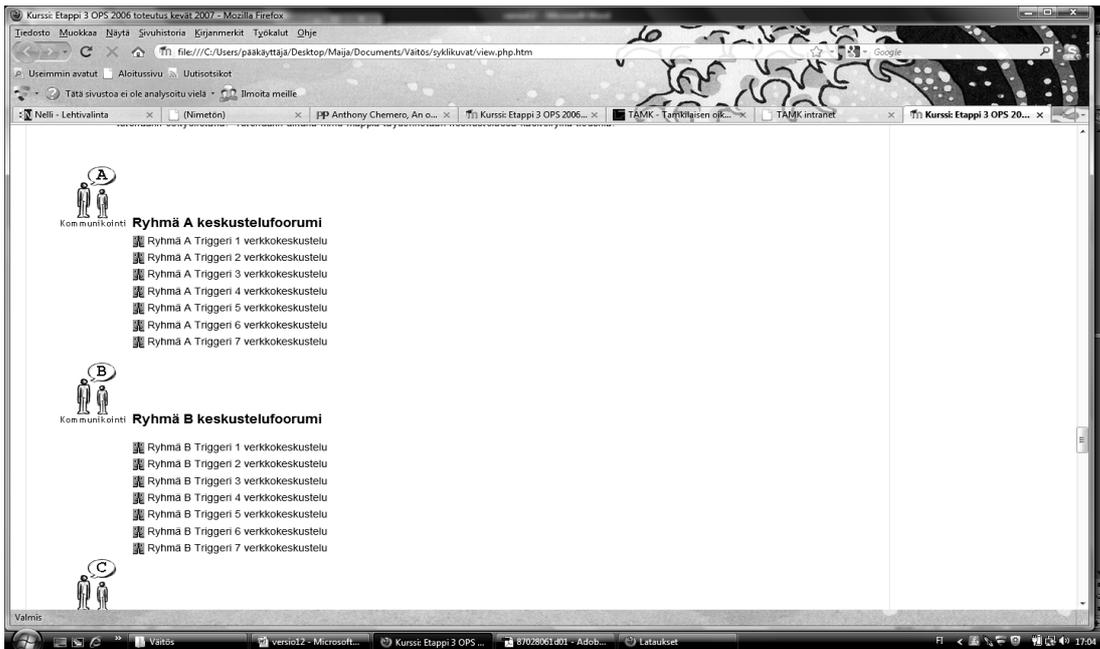 Kurssi: Etappi 3 OPS 2006 toteutus kevät 2007 - Mozilla Firefox
Tiedosto Muokkaa Näytä Sivuhistoria Kirjanmerkit Työkalut Ohje
file:///C:/Users/pääkäyttäjä/Desktop/Maija/Documents/Väitös/syklikuvat/view.php.htm
Google
Useimmin avatut Aloitussivu Uutisotsikot
Tätä sivustoa ei ole analysoitu vielä Ilmoita meille
Nelli - Lehtivalinta (Nimetön) PP Anthony Chemero, An o... Kurssi: Etappi 3 OPS 2006... TAMK - Tamkilaisen oik... TAMK intranet Kurssi: Etappi 3 OPS 20...
A
Kommunikointi Ryhmä A keskustelufoorumi
Ryhmä A Triggeri 1 verkkokeskustelu
Ryhmä A Triggeri 2 verkkokeskustelu
Ryhmä A Triggeri 3 verkkokeskustelu
Ryhmä A Triggeri 4 verkkokeskustelu
Ryhmä A Triggeri 5 verkkokeskustelu
Ryhmä A Triggeri 6 verkkokeskustelu
Ryhmä A Triggeri 7 verkkokeskustelu
B
Kommunikointi Ryhmä B keskustelufoorumi
Ryhmä B Triggeri 1 verkkokeskustelu
Ryhmä B Triggeri 2 verkkokeskustelu
Ryhmä B Triggeri 3 verkkokeskustelu
Ryhmä B Triggeri 4 verkkokeskustelu
Ryhmä B Triggeri 5 verkkokeskustelu
Ryhmä B Triggeri 6 verkkokeskustelu
Ryhmä B Triggeri 7 verkkokeskustelu
C
Valmis
Väitös versio12 - Microsoft... Kurssi: Etappi 3 OPS ... 87028061d01 - Adob... Lataukset FI 17:04